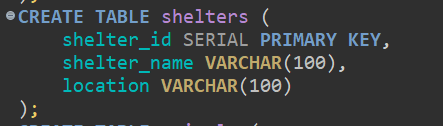 CREATE TABLE shelters (
    shelter_id SERIAL PRIMARY KEY,
    shelter_name VARCHAR(100),
    location VARCHAR(100)
);